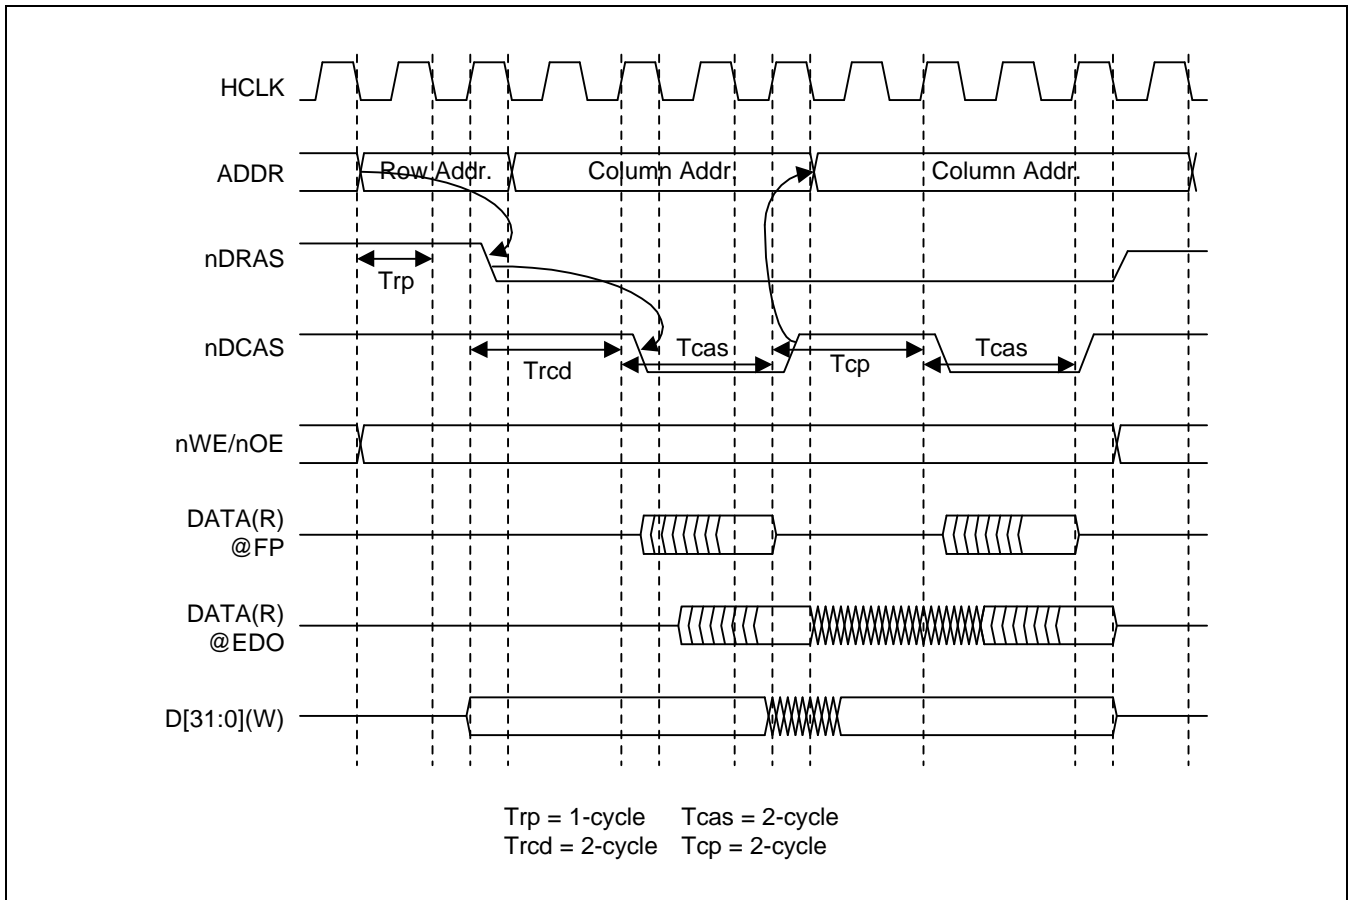 HCLK
ADDR
Row Addr.
Column Addr.
Column Addr.
nDRAS
Trp
nDCAS
Trcd
Tcas
Tcp
Tcas
nWE/nOE
DATA(R)
@FP
DATA(R)
@EDO
D[31:0](W)
Trp = 1-cycle Tcas = 2-cycle
Trcd = 2-cycle Tcp = 2-cycle